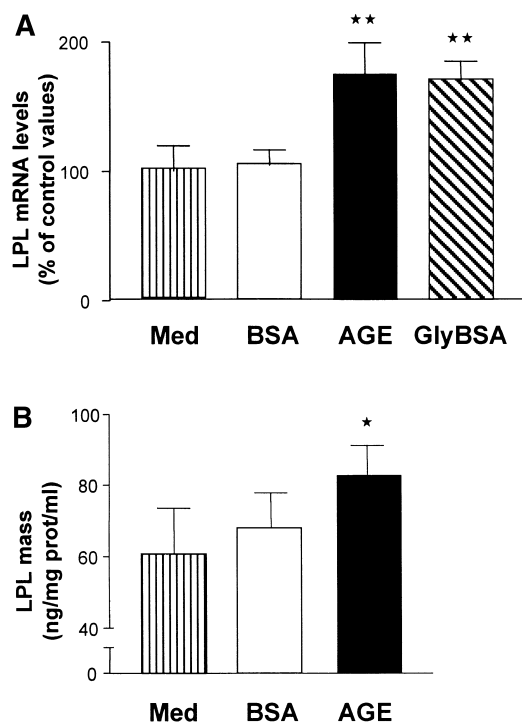 A
LPL mRNA levels
(% of control values)
200
100
0
★★
★★
Med BSA AGE GlyBSA
B
LPL mass
(ng/mg prot/ml)
100
80
60
40
0
★
Med BSA AGE